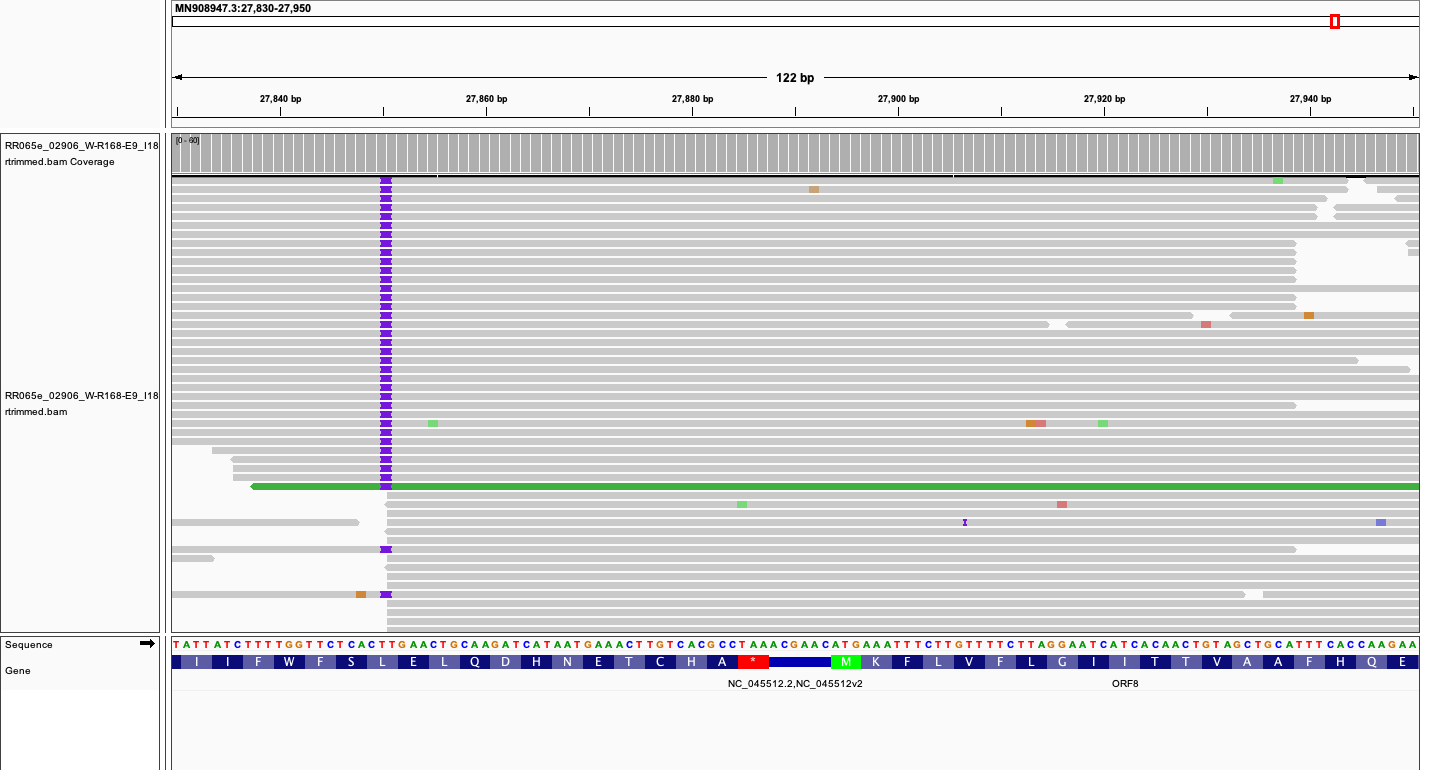 MN908947.3:27,830-27,950
122 bp
27,840 bp 27,860 bp 27,880 bp 27,900 bp 27,920 bp 27,940 bp
RR065e_02906_W-R168-E9_I18
rtrimmed.bam Coverage
[0 - 60]
RR065e_02906_W-R168-E9_I18
rtrimmed.bam
Sequence
TATTATCTTTTGGTTCTCACTTGAACTGCAAGATCATAATGAAACTTGTCACGCCTAAACGAACATGAAATTTCTTGTTTTCTTAGGAATCATCACAACTGTAGCTGCATTTCACCAAGAA
Gene
I I F W F S L E L Q D H N E T C H A * M K F L V F L G I I T T V A A F H Q E
NC_045512.2,NC_045512v2 ORF8